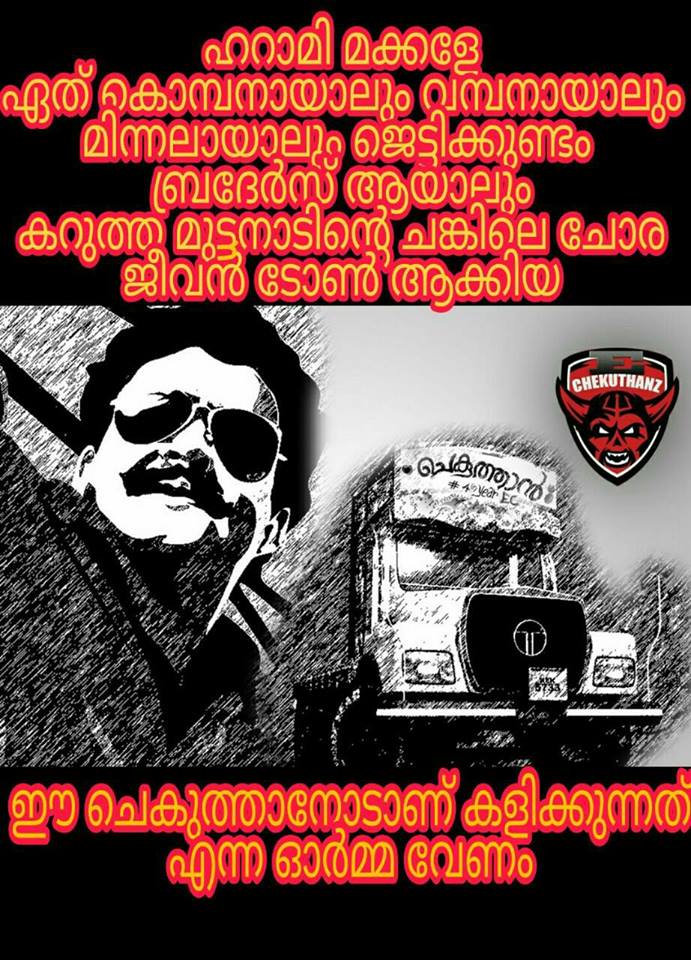 ഹറാമി മക്കളേ
ഏത് കൊമ്പനായാലും വമ്പനായാലും
മിന്നലായാലും ജെട്ടിക്കുണ്ടം
ബ്രദേർസ് ആയാലും
കറുത്ത മുട്ടനാടിന്റെ ചങ്കിലെ ചോര
ജീവൻ ടോൺ ആക്കിയ
CHEKUTHANZ
ചെകുത്താൻ
ഈ ചെകുത്താനോടാണ് കളിക്കുന്നത്
എന്ന ഓർമ്മ വേണം